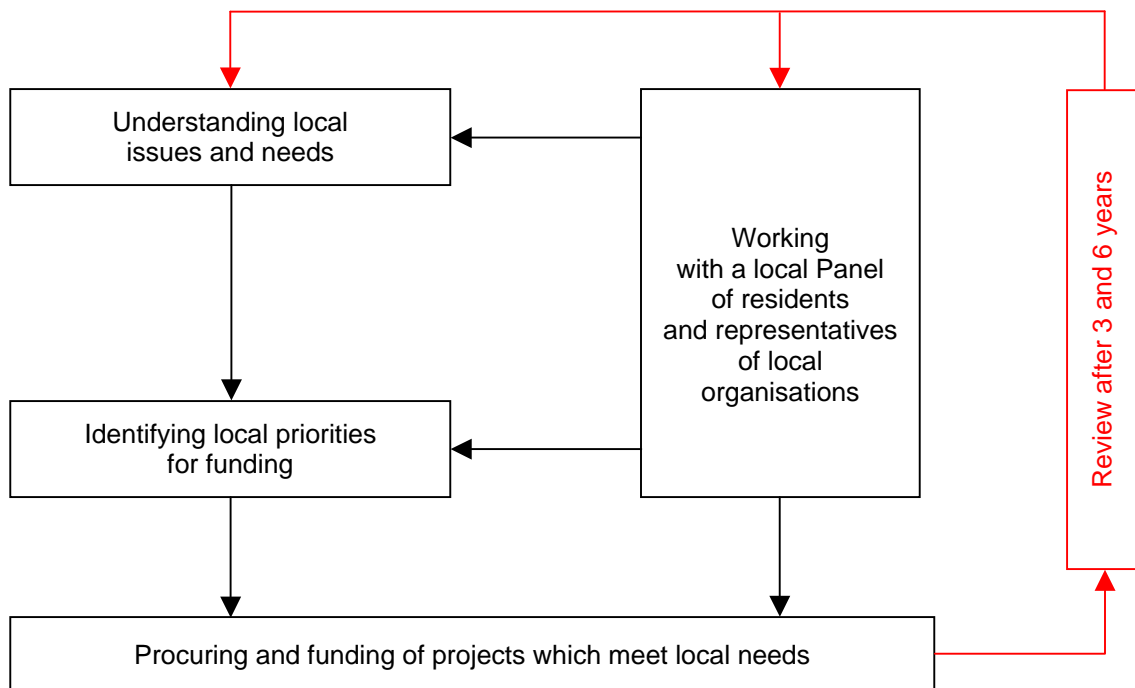 Understanding local
issues and needs
Working
with a local Panel
of residents
and representatives
of local
organisations
Identifying local priorities
for funding
Procuring and funding of projects which meet local needs
Review after 3 and 6 years